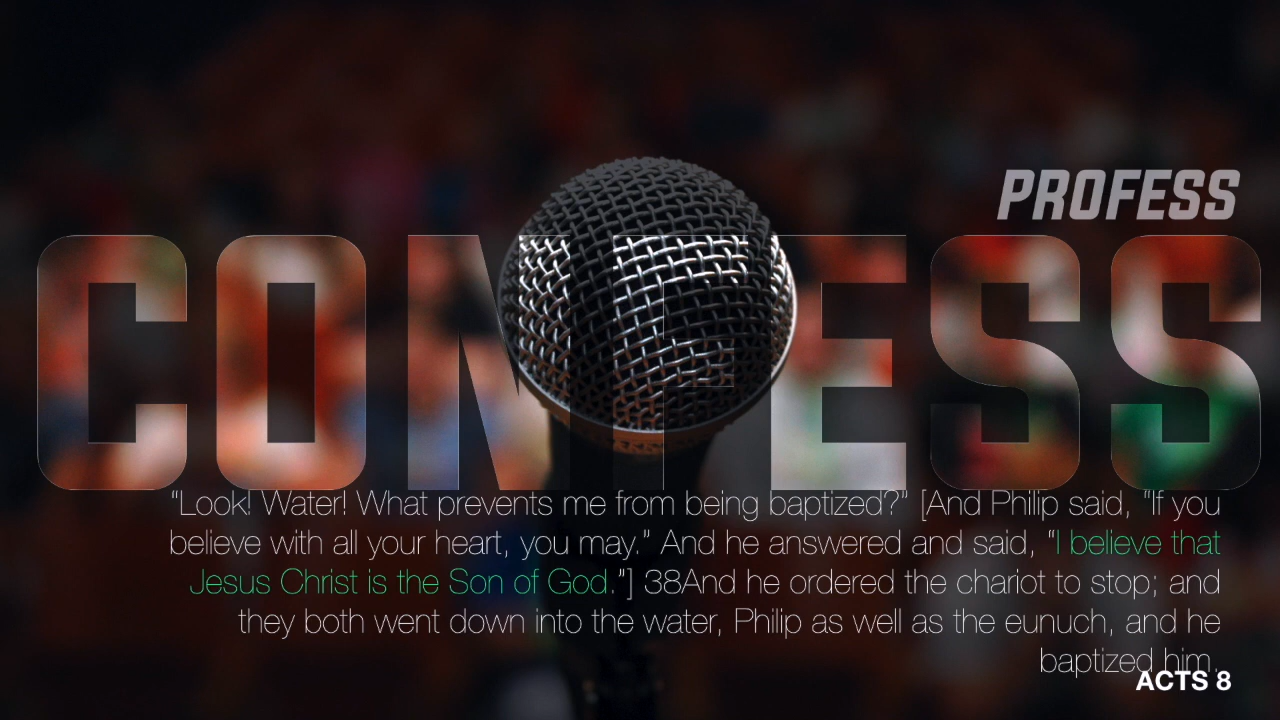 PROFESS
CONFESS
“Look! Water! What prevents me from being baptized?” [And Philip said, “If you
believe with all your heart, you may.” And he answered and said, “I believe that
Jesus Christ is the Son of God.”] 38And he ordered the chariot to stop; and
they both went down into the water, Philip as well as the eunuch, and he
baptized him.
ACTS 8